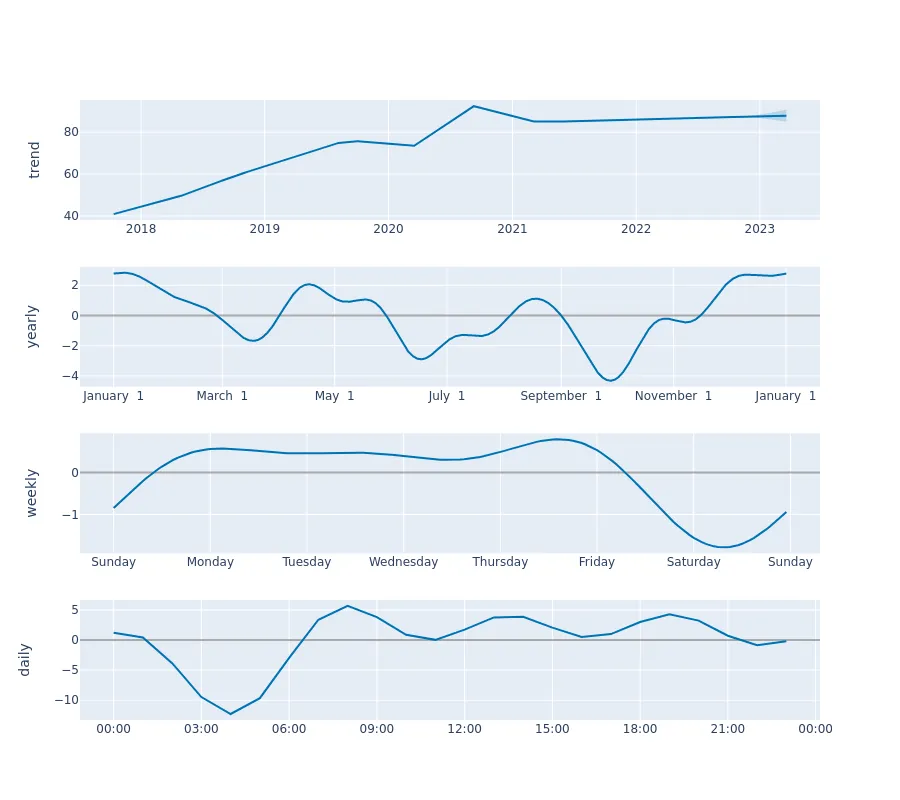 trend
80
60
40
2018 2019 2020 2021 2022 2023
yearly
2
0
−2
−4
January 1 March 1 May 1 July 1 September 1 November 1 January 1
weekly
0
−1
Sunday Monday Tuesday Wednesday Thursday Friday Saturday Sunday
daily
5
0
−5
−10
00:00 03:00 06:00 09:00 12:00 15:00 18:00 21:00 00:00